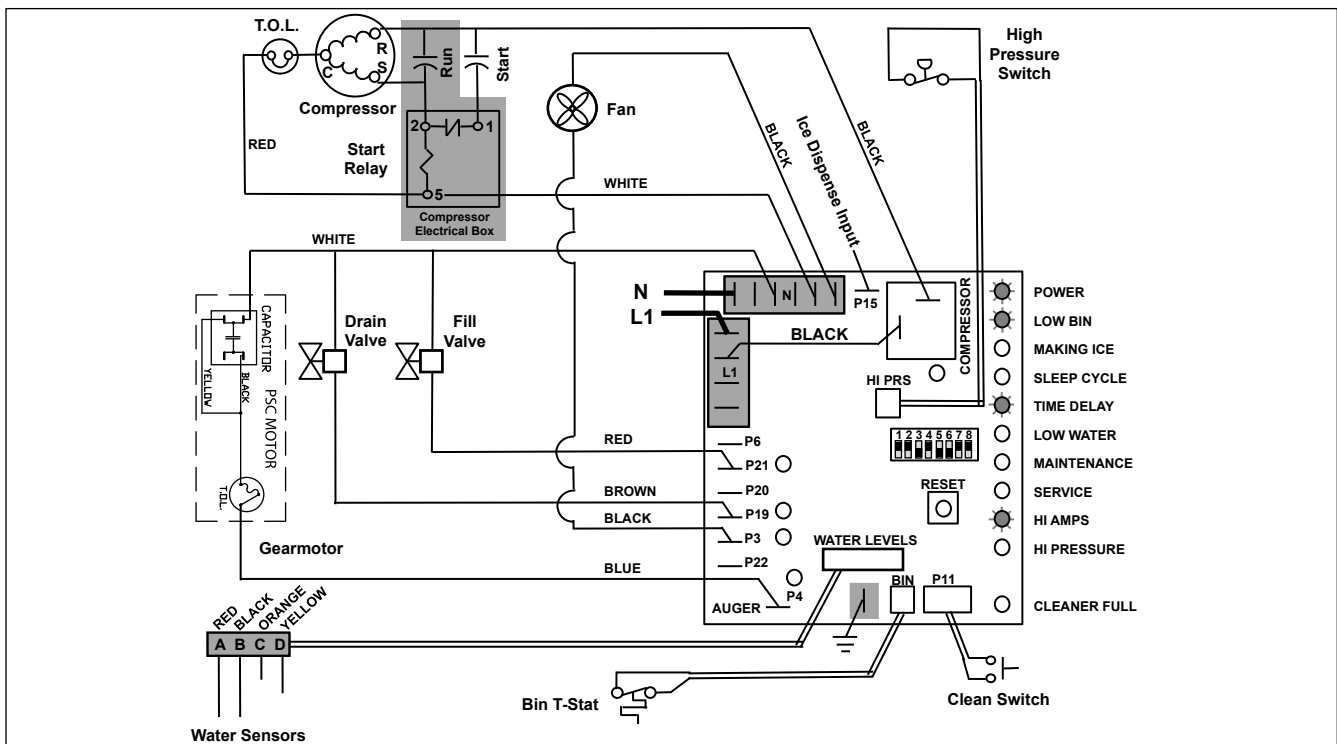 T.O.L.
R
S
C
Compressor
Run
Start
RED
Start
Relay
2
1
5
Compressor
Electrical Box
Fan
BLACK
BLACK
Ice Dispense Input
High
Pressure
Switch
WHITE
WHITE
N
L1
N
P15
L1
BLACK
COMPRESSOR
HI PRS
POWER
LOW BIN
MAKING ICE
SLEEP CYCLE
TIME DELAY
LOW WATER
MAINTENANCE
SERVICE
HI AMPS
HI PRESSURE
CLEANER FULL
Drain
Valve
Fill
Valve
CAPACITOR
YELLOW
BLACK
PSC MOTOR
T.O.L.
Gearmotor
RED
P6
P21
P20
BROWN
P19
BLACK
P3
P22
BLUE
P4
AUGER
1 2 3 4 5 6 7 8
RESET
WATER LEVELS
BIN
P11
RED
BLACK
ORANGE
YELLOW
A B C D
Water Sensors
Bin T-Stat
Clean Switch